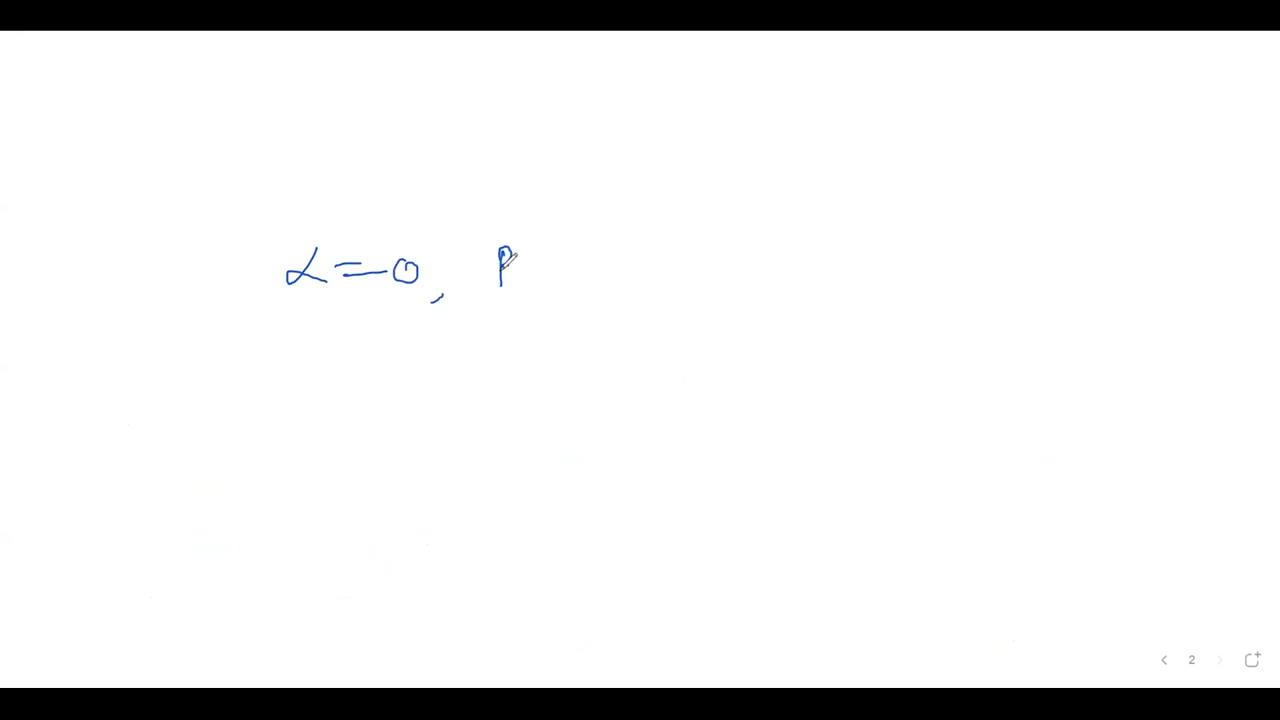 α = 0, β
2